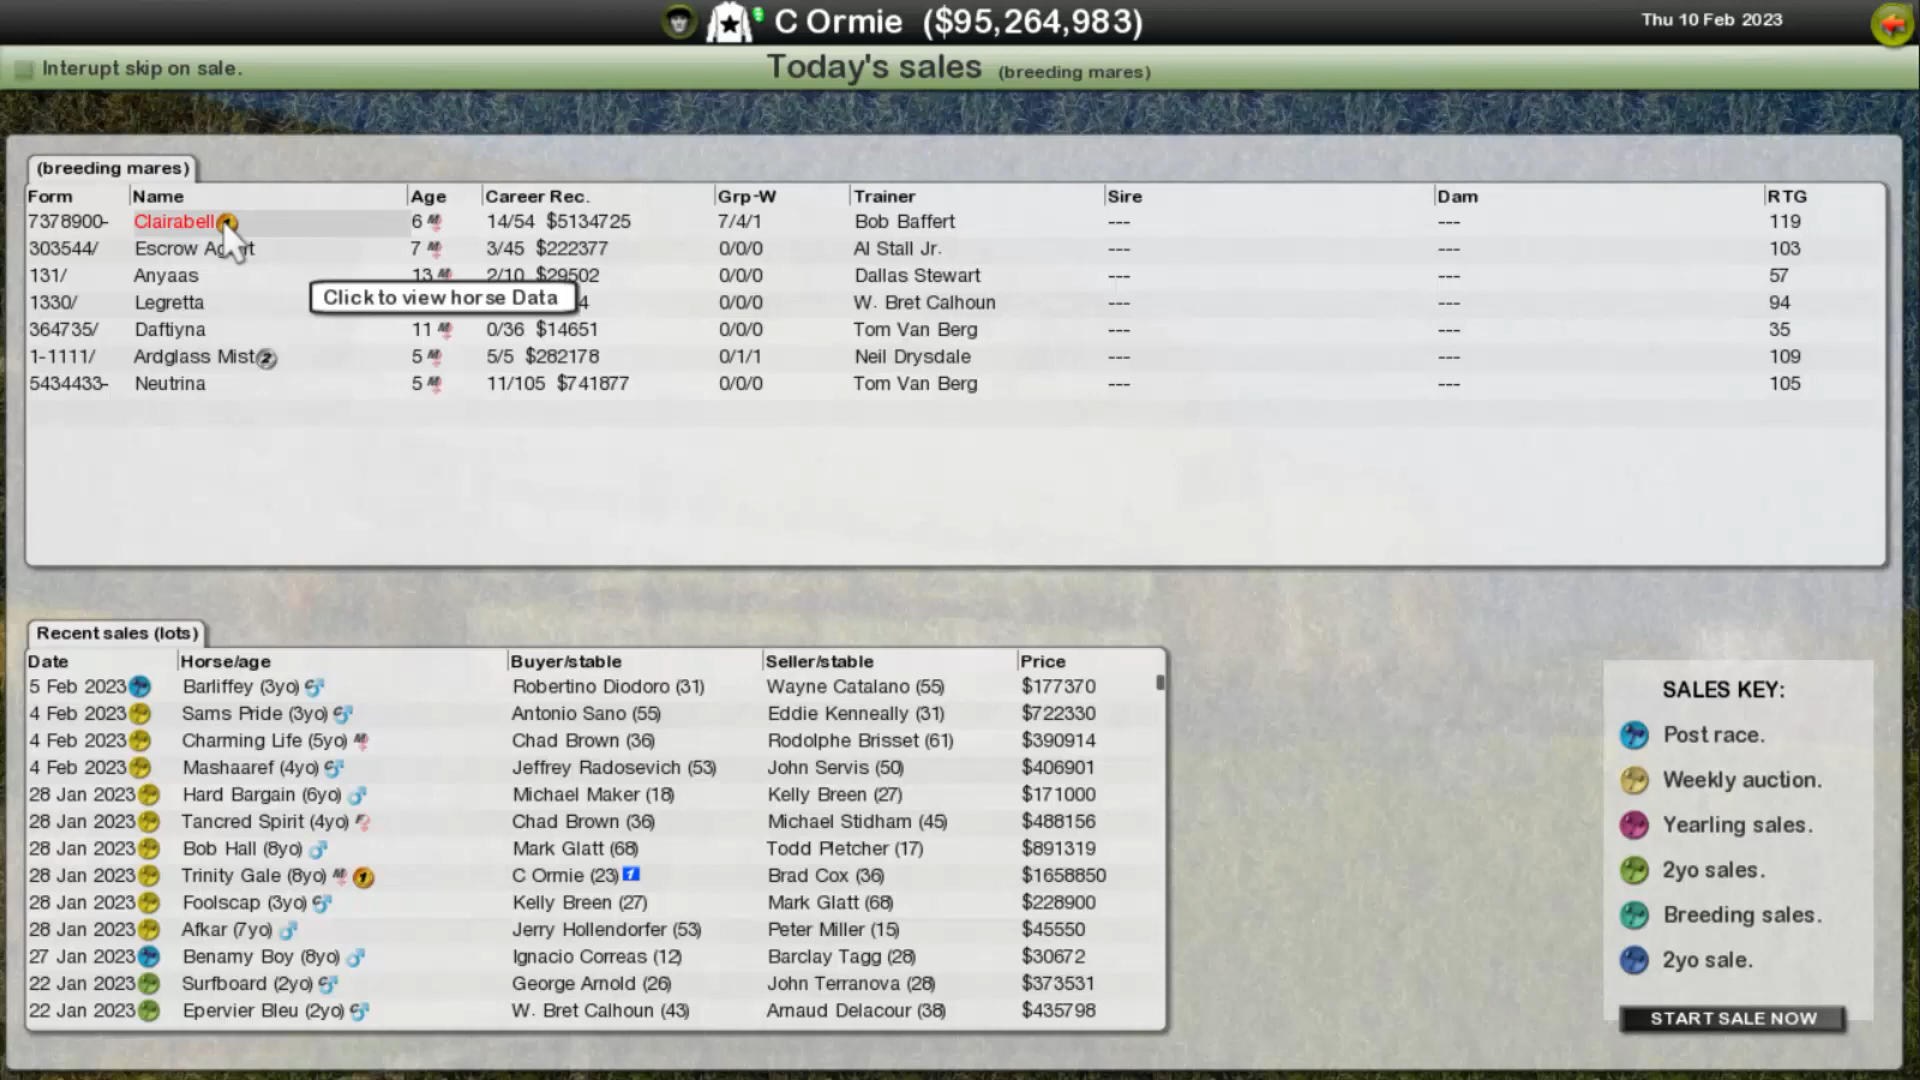 C Ormie ($95,264,983)
Thu 10 Feb 2023
Interupt skip on sale.
Today's sales (breeding mares)
(breeding mares)
Form Name Age Career Rec. Grp-W Trainer Sire Dam RTG
7378900- Clairabell 6 14/54 $5134725 7/4/1 Bob Baffert --- --- 119
303544/ Escrow 7 3/45 $222377 0/0/0 Al Stall Jr. --- --- 103
131/ Anyaas 13 2/10 $29502 0/0/0 Dallas Stewart --- --- 57
Click to view horse Data
1330/ Legretta 4 0/0/0 W. Bret Calhoun --- --- 94
364735/ Daftiyna 11 0/36 $14651 0/0/0 Tom Van Berg --- --- 35
1-1111/ Ardglass Mist 2 5 5/5 $282178 0/1/1 Neil Drysdale --- --- 109
5434433- Neutrina 5 11/105 $741877 0/0/0 Tom Van Berg --- --- 105
Recent sales (lots)
Date Horse/age Buyer/stable Seller/stable Price
5 Feb 2023 Barliffey (3yo) Robertino Diodoro (31) Wayne Catalano (55) $177370
4 Feb 2023 Sams Pride (3yo) Antonio Sano (55) Eddie Kenneally (31) $722330
4 Feb 2023 Charming Life (5yo) Chad Brown (36) Rodolphe Brisset (61) $390914
4 Feb 2023 Mashaaref (4yo) Jeffrey Radosevich (53) John Servis (50) $406901
28 Jan 2023 Hard Bargain (6yo) Michael Maker (18) Kelly Breen (27) $171000
28 Jan 2023 Tancred Spirit (4yo) Chad Brown (36) Michael Stidham (45) $488156
28 Jan 2023 Bob Hall (8yo) Mark Glatt (68) Todd Pletcher (17) $891319
28 Jan 2023 Trinity Gale (8yo) 1 C Ormie (23) 1 Brad Cox (36) $1658850
28 Jan 2023 Foolscap (3yo) Kelly Breen (27) Mark Glatt (68) $228900
28 Jan 2023 Afkar (7yo) Jerry Hollendorfer (53) Peter Miller (15) $45550
27 Jan 2023 Benamy Boy (8yo) Ignacio Correas (12) Barclay Tagg (28) $30672
22 Jan 2023 Surfboard (2yo) George Arnold (26) John Terranova (28) $373531
22 Jan 2023 Epervier Bleu (2yo) W. Bret Calhoun (43) Arnaud Delacour (38) $435798
SALES KEY:
Post race.
Weekly auction.
Yearling sales.
2yo sales.
Breeding sales.
2yo sale.
START SALE NOW